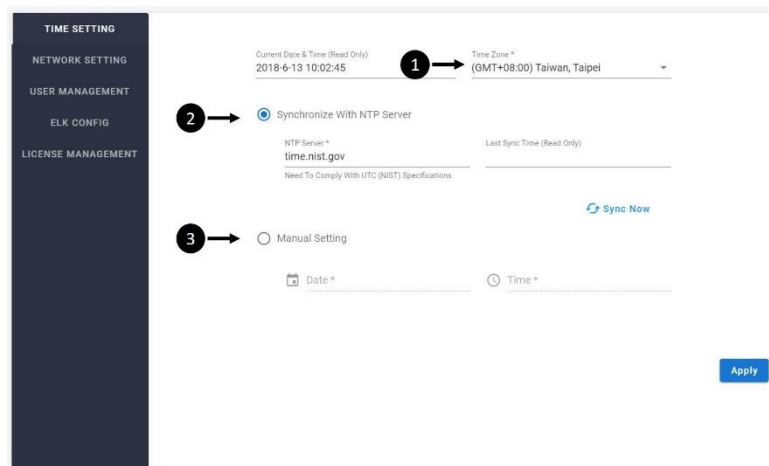 TIME SETTING
NETWORK SETTING
USER MANAGEMENT
ELK CONFIG
LICENSE MANAGEMENT
Current Date & Time (Read Only)
2018-6-13 10:02:45
1
Time Zone *
(GMT+08:00) Taiwan, Taipei
2
Synchronize With NTP Server
NTP Server *
time.nist.gov
Need To Comply With UTC (NIST) Specifications
Last Sync Time (Read Only)
Sync Now
3
Manual Setting
Date *
Time *
Apply